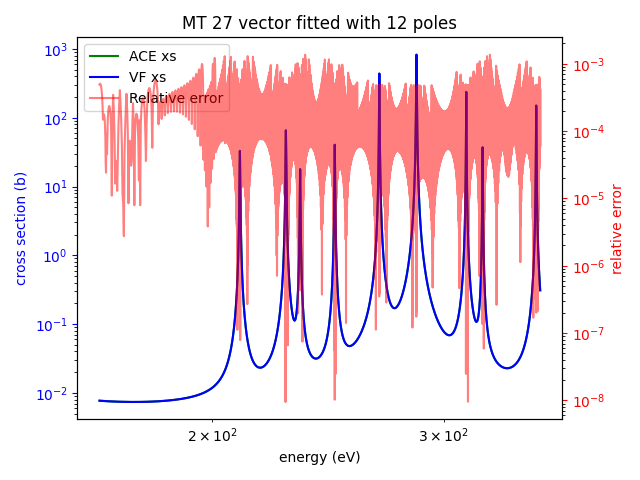 MT 27 vector fitted with 12 poles
ACE xs
VF xs
Relative error
cross section (b)
10³
10²
10¹
10⁰
10⁻¹
10⁻²
10⁻³
10⁻⁴
10⁻⁵
10⁻⁶
10⁻⁷
10⁻⁸
relative error
2 × 10²
3 × 10²
energy (eV)